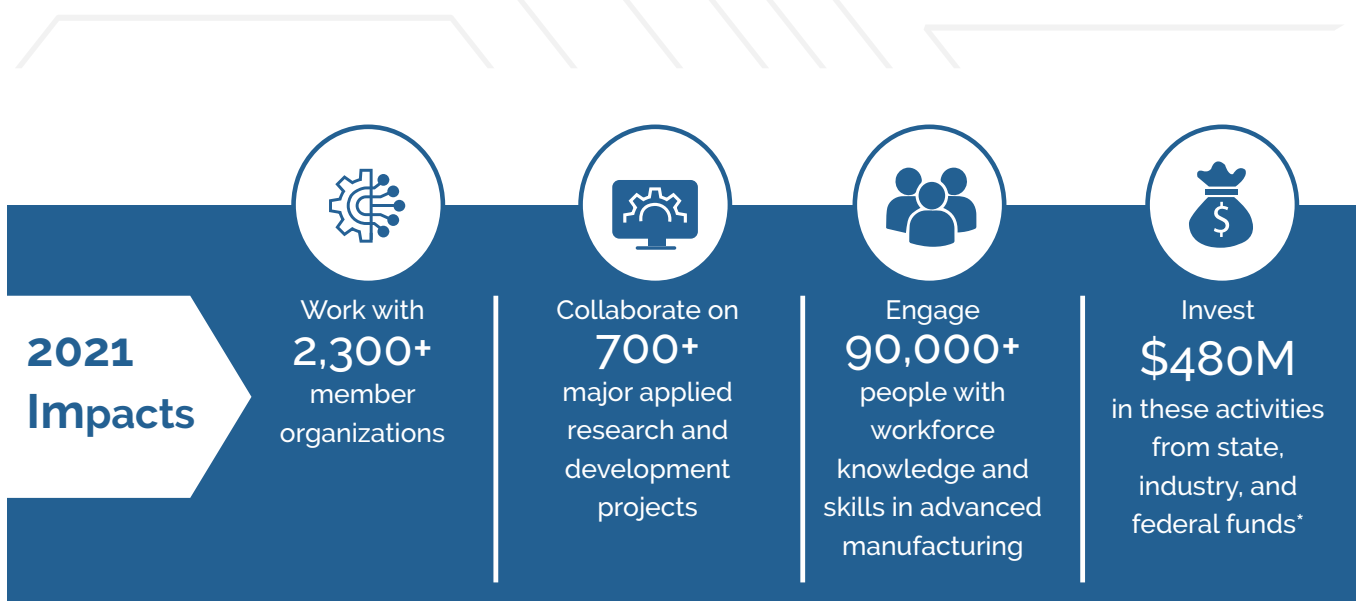 2021
Impacts
Work with
2,300+
member
organizations
Collaborate on
700+
major applied
research and
development
projects
Engage
90,000+
people with
workforce
knowledge and
skills in advanced
manufacturing
$
Invest
$480M
in these activities
from state,
industry, and
federal funds*